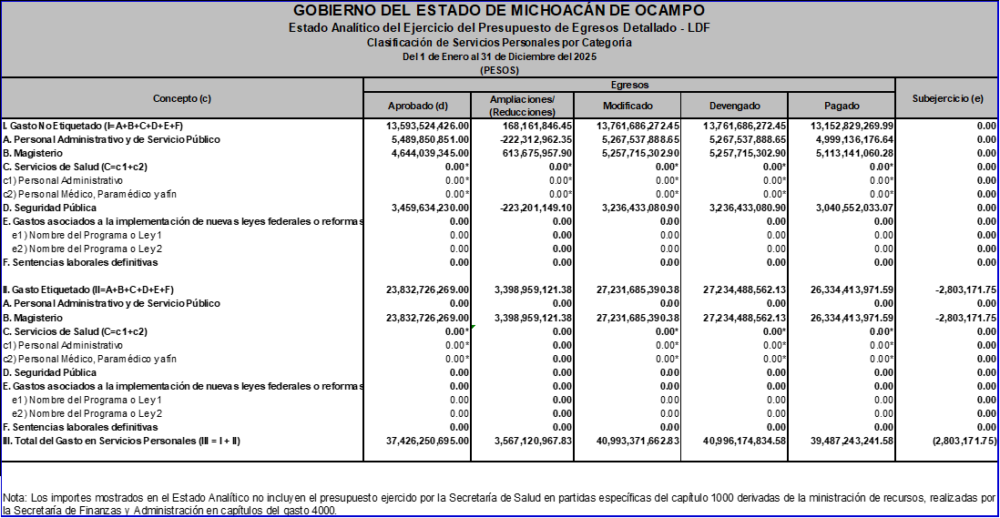 GOBIERNO DEL ESTADO DE MICHOACÁN DE OCAMPO
Estado Analítico del Ejercicio del Presupuesto de Egresos Detallado - LDF
Clasificación de Servicios Personales por Categoría
Del 1 de Enero al 31 de Diciembre del 2025
(PESOS)
Egresos
Concepto (c) Aprobado (d) Ampliaciones/ (Reducciones) Modificado Devengado Pagado Subejercicio (e)
I. Gasto No Etiquetado (I=A+B+C+D+E+F) 13,593,524,426.00 168,161,846.45 13,761,686,272.45 13,761,686,272.45 13,152,829,269.99 0.00
A. Personal Administrativo y de Servicio Público 5,489,850,851.00 -222,312,962.35 5,267,537,888.65 5,267,537,888.65 4,999,136,176.64 0.00
B. Magisterio 4,644,039,345.00 613,675,957.90 5,257,715,302.90 5,257,715,302.90 5,113,141,060.28 0.00
C. Servicios de Salud (C=c1+c2) 0.00* 0.00* 0.00* 0.00* 0.00* 0.00
c1) Personal Administrativo 0.00* 0.00* 0.00* 0.00* 0.00* 0.00
c2) Personal Médico, Paramédico y afín 0.00* 0.00* 0.00* 0.00* 0.00* 0.00
D. Seguridad Pública 3,459,634,230.00 -223,201,149.10 3,236,433,080.90 3,236,433,080.90 3,040,552,033.07 0.00
E. Gastos asociados a la implementación de nuevas leyes federales o reformas 0.00 0.00 0.00 0.00 0.00 0.00
e1) Nombre del Programa o Ley 1 0.00 0.00 0.00 0.00 0.00 0.00
e2) Nombre del Programa o Ley 2 0.00 0.00 0.00 0.00 0.00 0.00
F. Sentencias laborales definitivas 0.00 0.00 0.00 0.00 0.00 0.00
II. Gasto Etiquetado (II=A+B+C+D+E+F) 23,832,726,269.00 3,398,959,121.38 27,231,685,390.38 27,234,488,562.13 26,334,413,971.59 -2,803,171.75
A. Personal Administrativo y de Servicio Público 0.00 0.00 0.00 0.00 0.00 0.00
B. Magisterio 23,832,726,269.00 3,398,959,121.38 27,231,685,390.38 27,234,488,562.13 26,334,413,971.59 -2,803,171.75
C. Servicios de Salud (C=c1+c2) 0.00* 0.00 0.00* 0.00* 0.00* 0.00
c1) Personal Administrativo 0.00* 0.00 0.00* 0.00* 0.00* 0.00
c2) Personal Médico, Paramédico y afín 0.00* 0.00 0.00* 0.00* 0.00* 0.00
D. Seguridad Pública 0.00 0.00 0.00 0.00 0.00 0.00
E. Gastos asociados a la implementación de nuevas leyes federales o reformas 0.00 0.00 0.00 0.00 0.00 0.00
e1) Nombre del Programa o Ley 1 0.00 0.00 0.00 0.00 0.00 0.00
e2) Nombre del Programa o Ley 2 0.00 0.00 0.00 0.00 0.00 0.00
F. Sentencias laborales definitivas 0.00 0.00 0.00 0.00 0.00 0.00
III. Total del Gasto en Servicios Personales (III = I + II) 37,426,250,695.00 3,567,120,967.83 40,993,371,662.83 40,996,174,834.58 39,487,243,241.58 (2,803,171.75)
Nota: Los importes mostrados en el Estado Analítico no incluyen el presupuesto ejercido por la Secretaría de Salud en partidas específicas del capítulo 1000 derivadas de la ministración de recursos, realizadas por
la Secretaría de Finanzas y Administración en capítulos del gasto 4000.